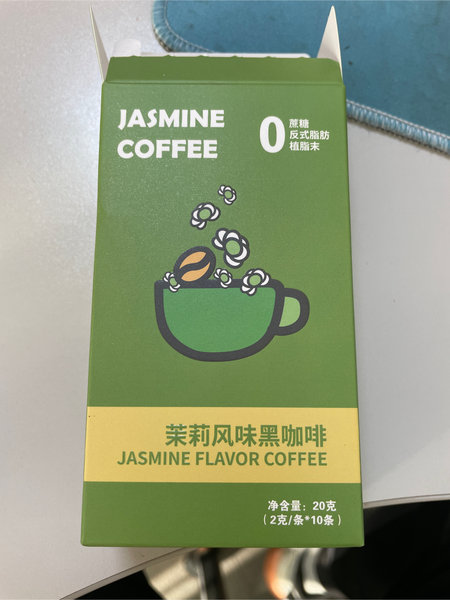 JASMINE
COFFEE
0
蔗糖
反式脂肪
植脂末
茉莉风味黑咖啡
JASMINE FLAVOR COFFEE
净含量：20克
（2克/条*10条）